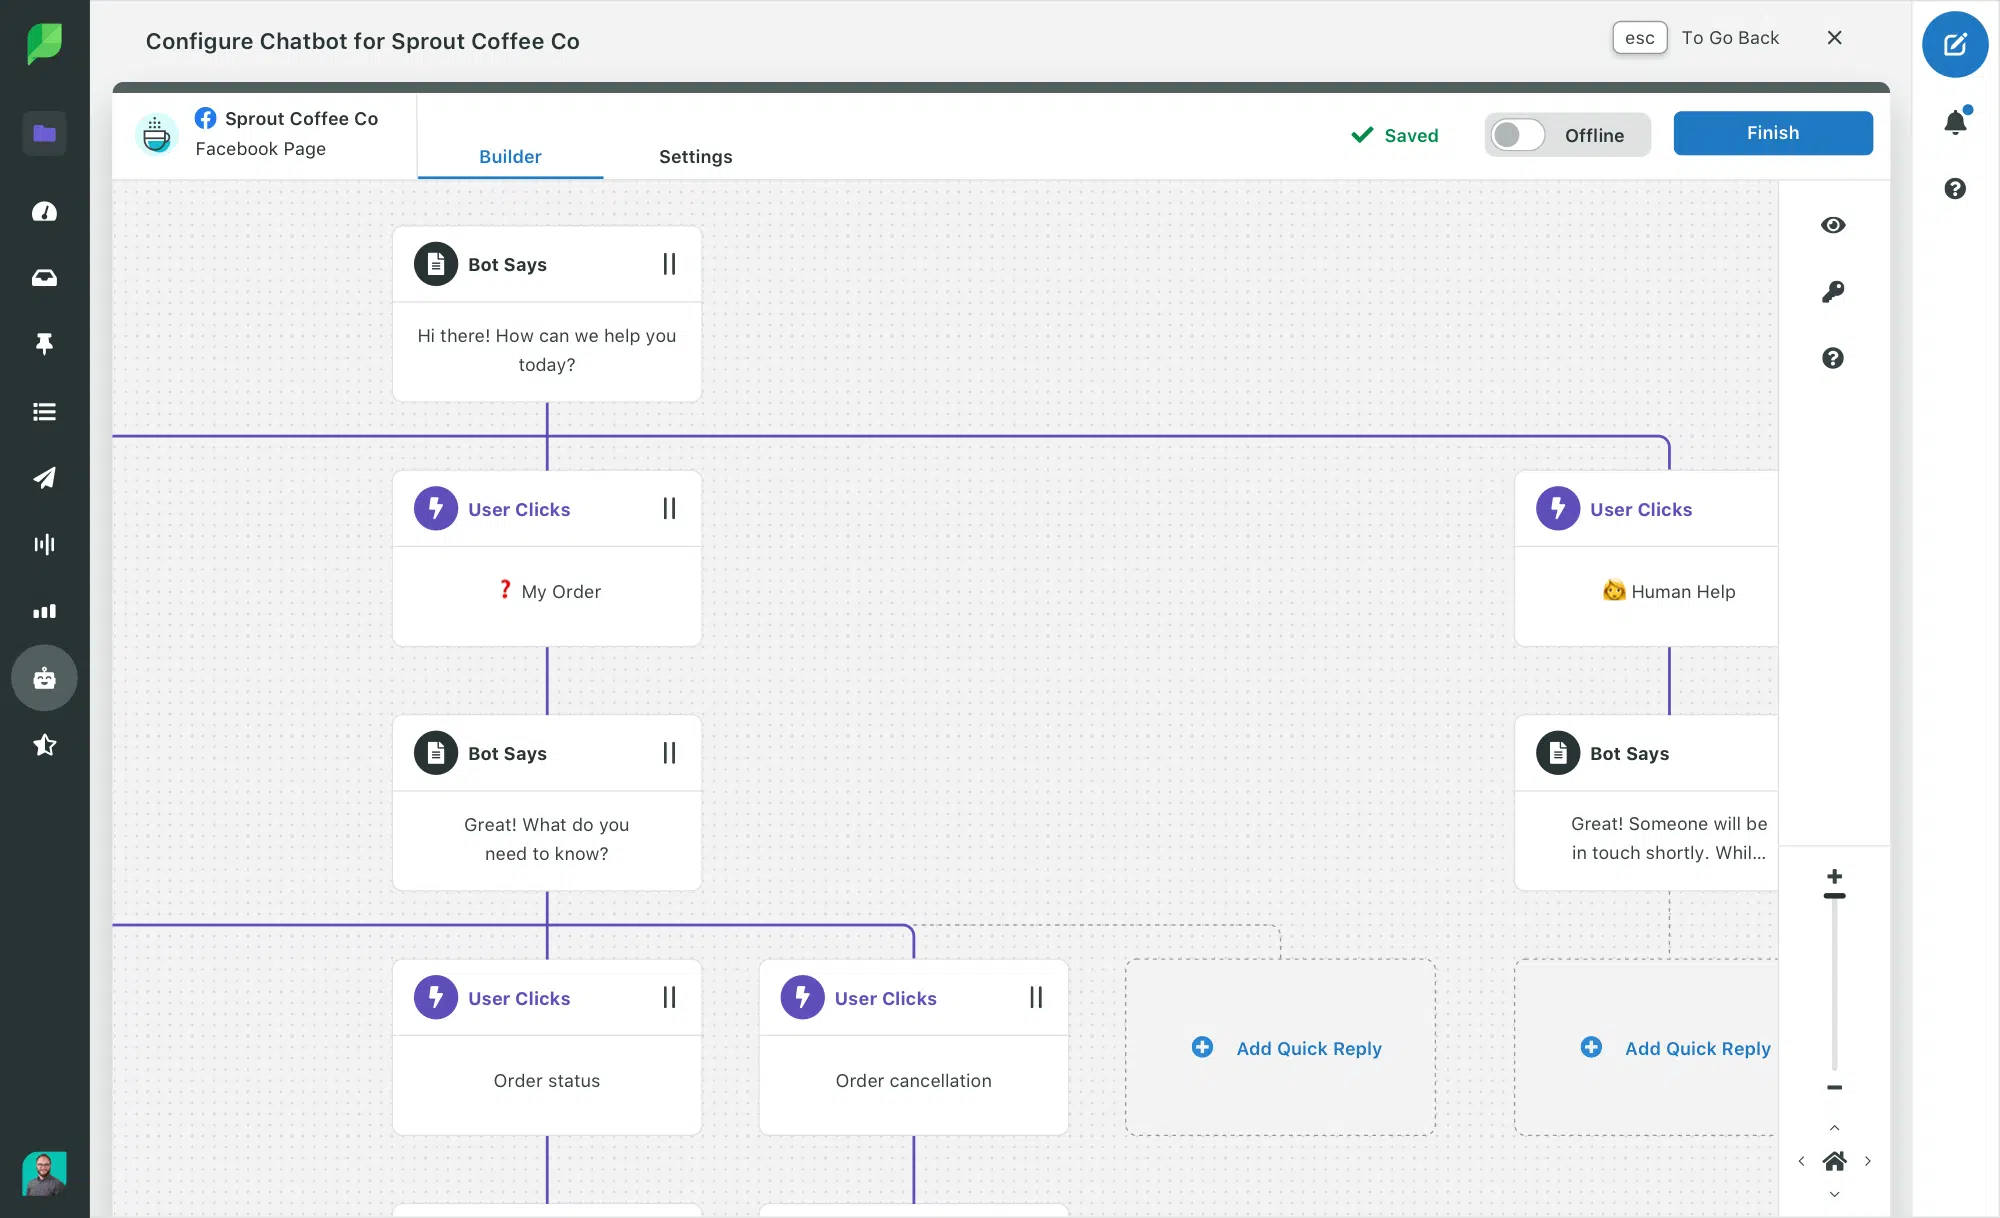 Configure Chatbot for Sprout Coffee Co
esc To Go Back
Sprout Coffee Co
Facebook Page
Builder
Settings
Saved
Offline
Finish
Bot Says
Hi there! How can we help you
today?
User Clicks
❓ My Order
User Clicks
Human Help
Bot Says
Great! What do you
need to know?
Bot Says
Great! Someone will be
in touch shortly. Whil...
User Clicks
Order status
User Clicks
Order cancellation
Add Quick Reply
Add Quick Reply